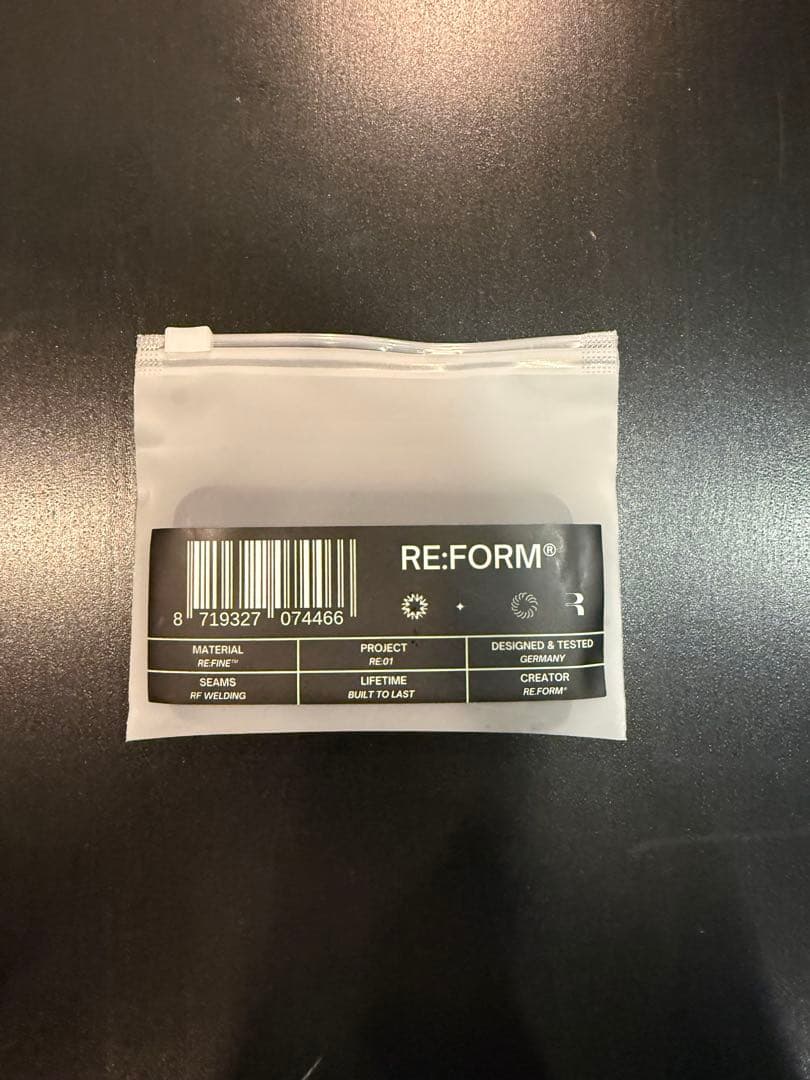 RE:FORM®
8 719327 074466
MATERIAL
RE:FINE™
PROJECT
RE:01
DESIGNED & TESTED
GERMANY
SEAMS
RF WELDING
LIFETIME
BUILT TO LAST
CREATOR
RE:FORM®